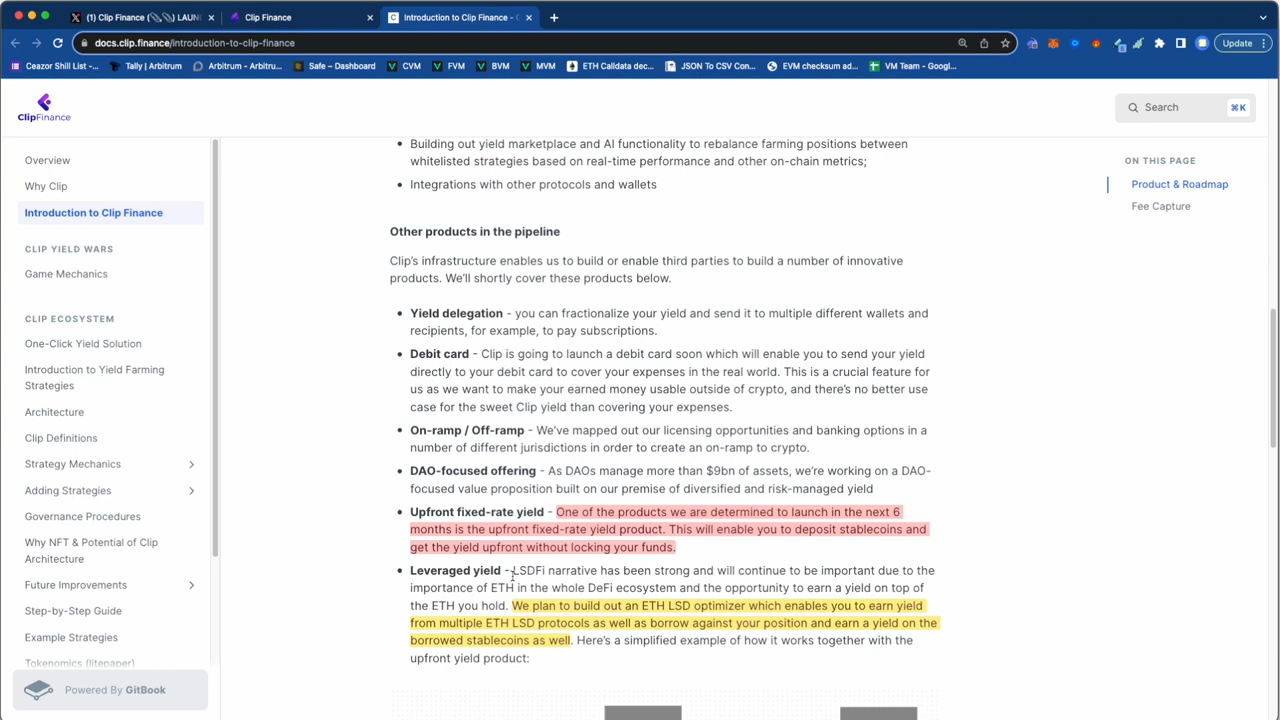 (1) Clip Finance (📎,📎) LAUN
Clip Finance
Introduction to Clip Finance -
docs.clip.finance/introduction-to-clip-finance
Update
Ceazor Shill List -...
Tally | Arbitrum
Arbitrum - Arbitru...
Safe – Dashboard
CVM
FVM
BVM
MVM
ETH Calldata dec...
JSON To CSV Con...
EVM checksum ad...
VM Team - Googl...
ClipFinance
Search
⌘K
Overview
Why Clip
Introduction to Clip Finance
CLIP YIELD WARS
Game Mechanics
CLIP ECOSYSTEM
One-Click Yield Solution
Introduction to Yield Farming
Strategies
Architecture
Clip Definitions
Strategy Mechanics
Adding Strategies
Governance Procedures
Why NFT & Potential of Clip
Architecture
Future Improvements
Step-by-Step Guide
Example Strategies
Tokenomics (litepaper)
Powered By GitBook
Building out yield marketplace and AI functionality to rebalance farming positions between
whitelisted strategies based on real-time performance and other on-chain metrics;
Integrations with other protocols and wallets
Other products in the pipeline
Clip's infrastructure enables us to build or enable third parties to build a number of innovative
products. We'll shortly cover these products below.
Yield delegation - you can fractionalize your yield and send it to multiple different wallets and
recipients, for example, to pay subscriptions.
Debit card - Clip is going to launch a debit card soon which will enable you to send your yield
directly to your debit card to cover your expenses in the real world. This is a crucial feature for
us as we want to make your earned money usable outside of crypto, and there's no better use
case for the sweet Clip yield than covering your expenses.
On-ramp / Off-ramp - We've mapped out our licensing opportunities and banking options in a
number of different jurisdictions in order to create an on-ramp to crypto.
DAO-focused offering - As DAOs manage more than $9bn of assets, we're working on a DAO-
focused value proposition built on our premise of diversified and risk-managed yield
Upfront fixed-rate yield - One of the products we are determined to launch in the next 6
months is the upfront fixed-rate yield product. This will enable you to deposit stablecoins and
get the yield upfront without locking your funds.
Leveraged yield - LSDFi narrative has been strong and will continue to be important due to the
importance of ETH in the whole DeFi ecosystem and the opportunity to earn a yield on top of
the ETH you hold. We plan to build out an ETH LSD optimizer which enables you to earn yield
from multiple ETH LSD protocols as well as borrow against your position and earn a yield on the
borrowed stablecoins as well. Here's a simplified example of how it works together with the
upfront yield product:
ON THIS PAGE
Product & Roadmap
Fee Capture